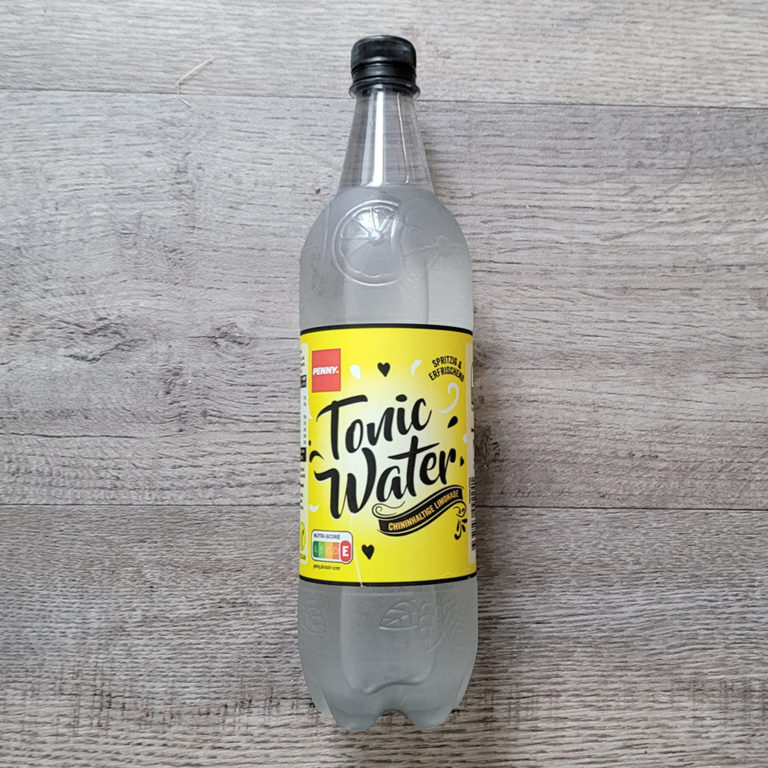 PENNY.
SPRITZIG &
ERFRISCHEND
Tonic
Water
CHININHALTIGE LIMONADE
NUTRI-SCORE
A B C D E